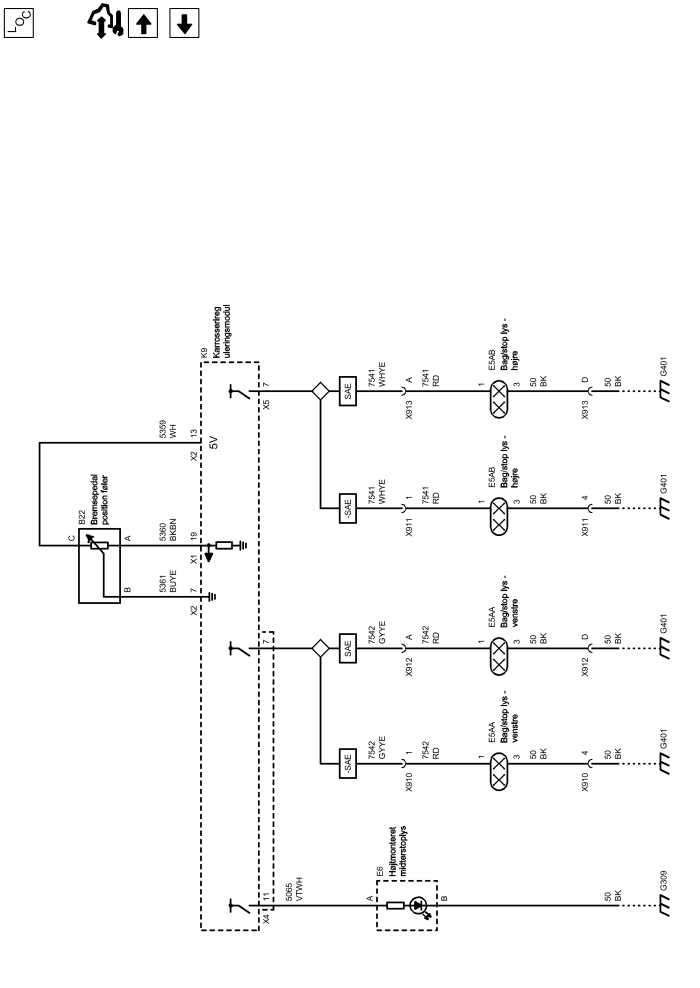 LOC
K9
Karrosserireg
uleringsmodul
B22
Bremsepedal
position føler
C
A
B
5359
WH
X2
13
5V
5360
BKBN
X1
19
5361
BUYE
X2
7
X5
7
7
X4
11
SAE
7541
WHYE
X913
A
7541
RD
1
E5AB
Bag/stop lys -
højre
3
50
BK
X913
D
50
BK
G401
-SAE
7541
WHYE
X911
1
7541
RD
1
E5AB
Bag/stop lys -
højre
3
50
BK
X911
4
50
BK
G401
SAE
7542
GYYE
X912
A
7542
RD
1
E5AA
Bag/stop lys -
venstre
3
50
BK
X912
D
50
BK
G401
-SAE
7542
GYYE
X910
1
7542
RD
1
E5AA
Bag/stop lys -
venstre
3
50
BK
X910
4
50
BK
G401
5065
VTWH
A
E6
Højtmonteret
midterstoplys
B
50
BK
G309